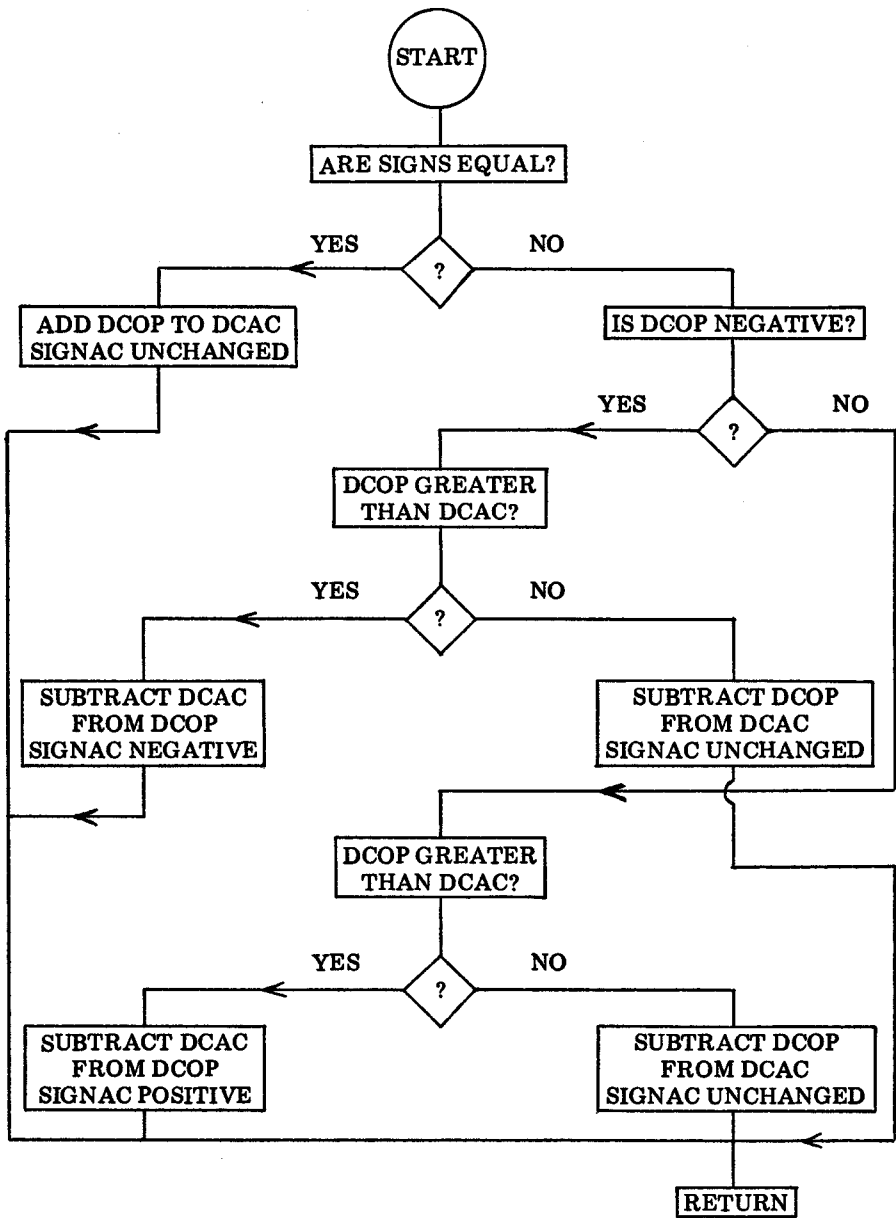 START
ARE SIGNS EQUAL?
YES
NO
?
ADD DCOP TO DCAC
SIGNAC UNCHANGED
IS DCOP NEGATIVE?
YES
NO
?
DCOP GREATER
THAN DCAC?
YES
NO
?
SUBTRACT DCAC
FROM DCOP
SIGNAC NEGATIVE
SUBTRACT DCOP
FROM DCAC
SIGNAC UNCHANGED
DCOP GREATER
THAN DCAC?
YES
NO
?
SUBTRACT DCAC
FROM DCOP
SIGNAC POSITIVE
SUBTRACT DCOP
FROM DCAC
SIGNAC UNCHANGED
RETURN